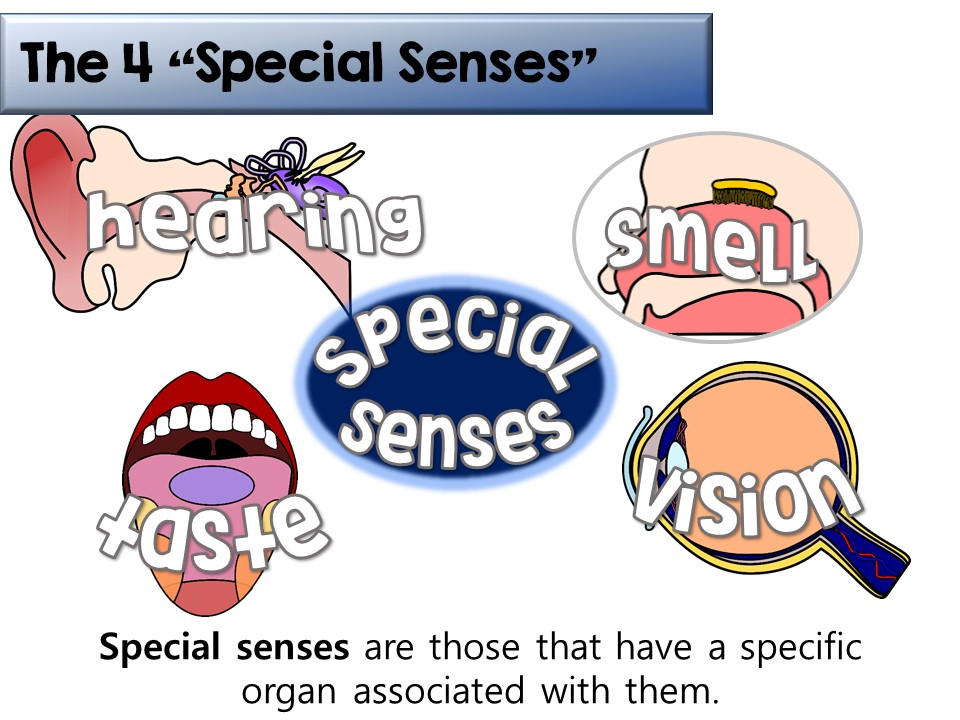 The 4 “Special Senses”
hearing
smell
special
senses
taste
vision
Special senses are those that have a specific
organ associated with them.